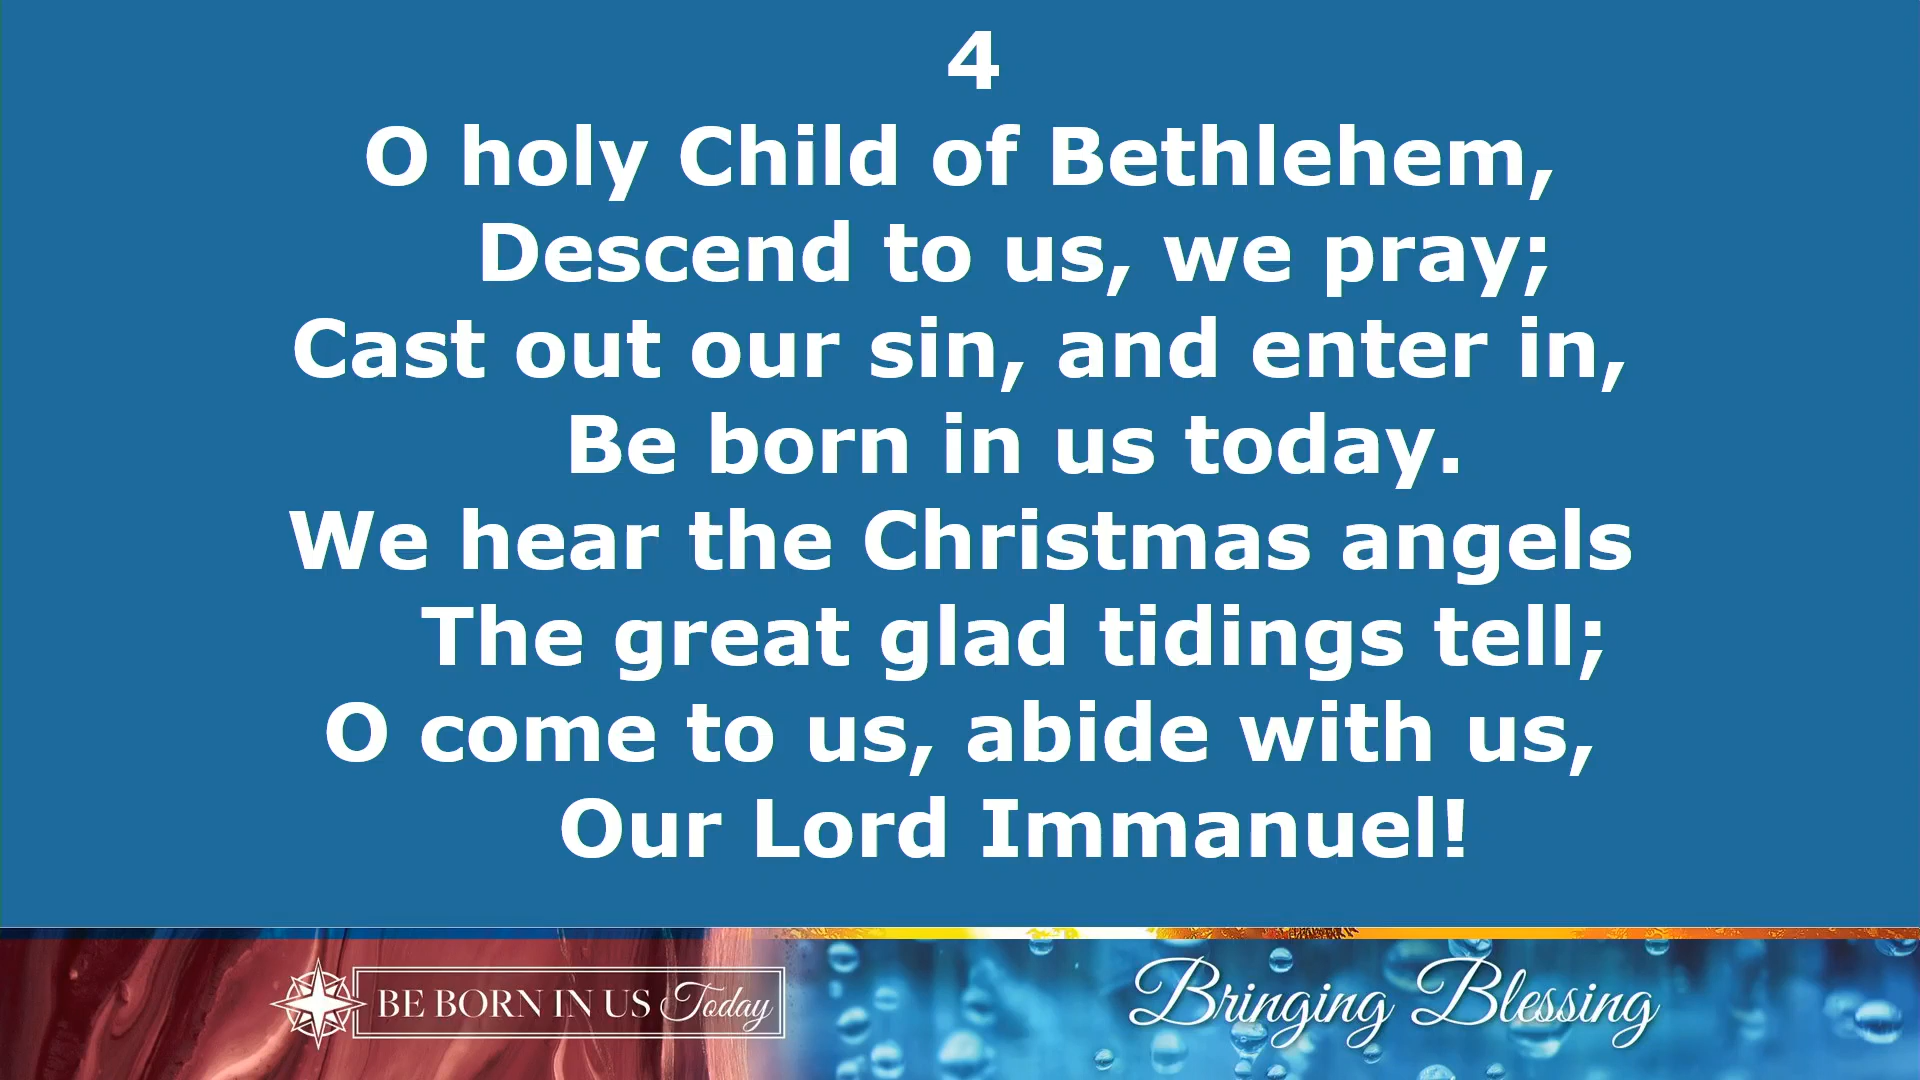 4
O holy Child of Bethlehem,
Descend to us, we pray;
Cast out our sin, and enter in,
Be born in us today.
We hear the Christmas angels
The great glad tidings tell;
O come to us, abide with us,
Our Lord Immanuel!
BE BORN IN US Today
Bringing Blessing